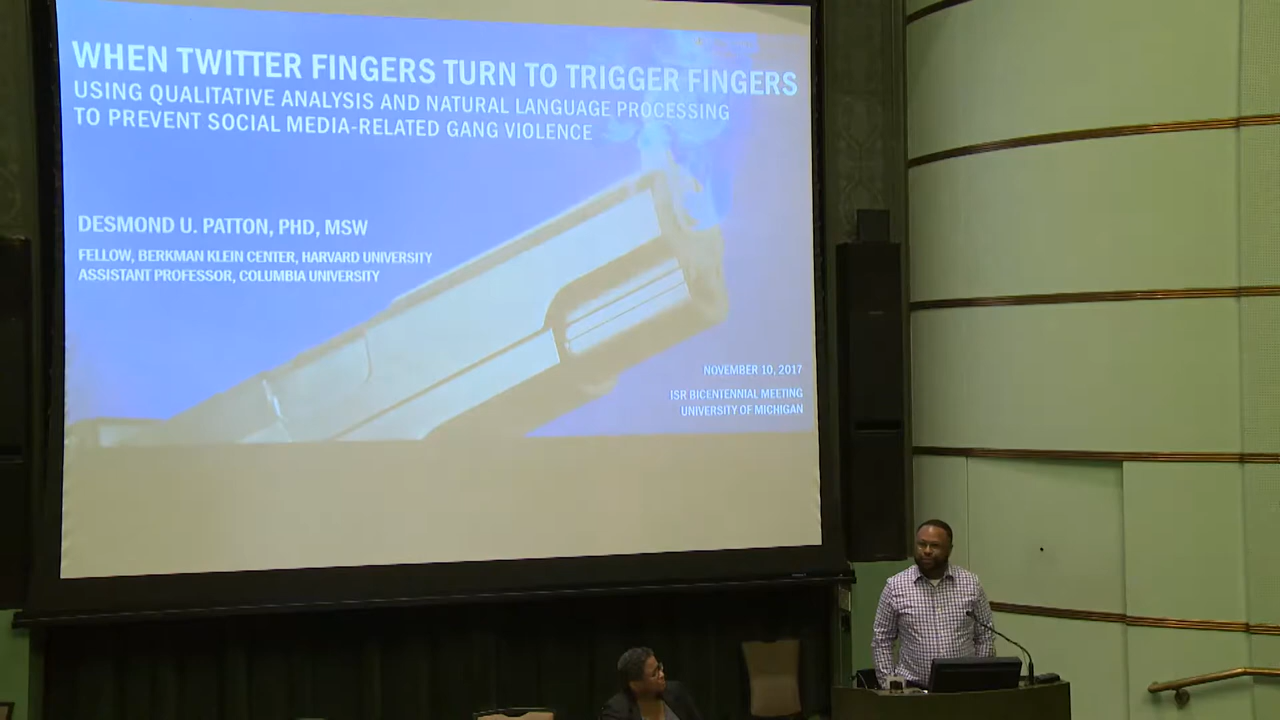 WHEN TWITTER FINGERS TURN TO TRIGGER FINGERS
USING QUALITATIVE ANALYSIS AND NATURAL LANGUAGE PROCESSING
TO PREVENT SOCIAL MEDIA-RELATED GANG VIOLENCE
DESMOND U. PATTON, PHD, MSW
FELLOW, BERKMAN KLEIN CENTER, HARVARD UNIVERSITY
ASSISTANT PROFESSOR, COLUMBIA UNIVERSITY
NOVEMBER 10, 2017
ISR BICENTENNIAL MEETING
UNIVERSITY OF MICHIGAN